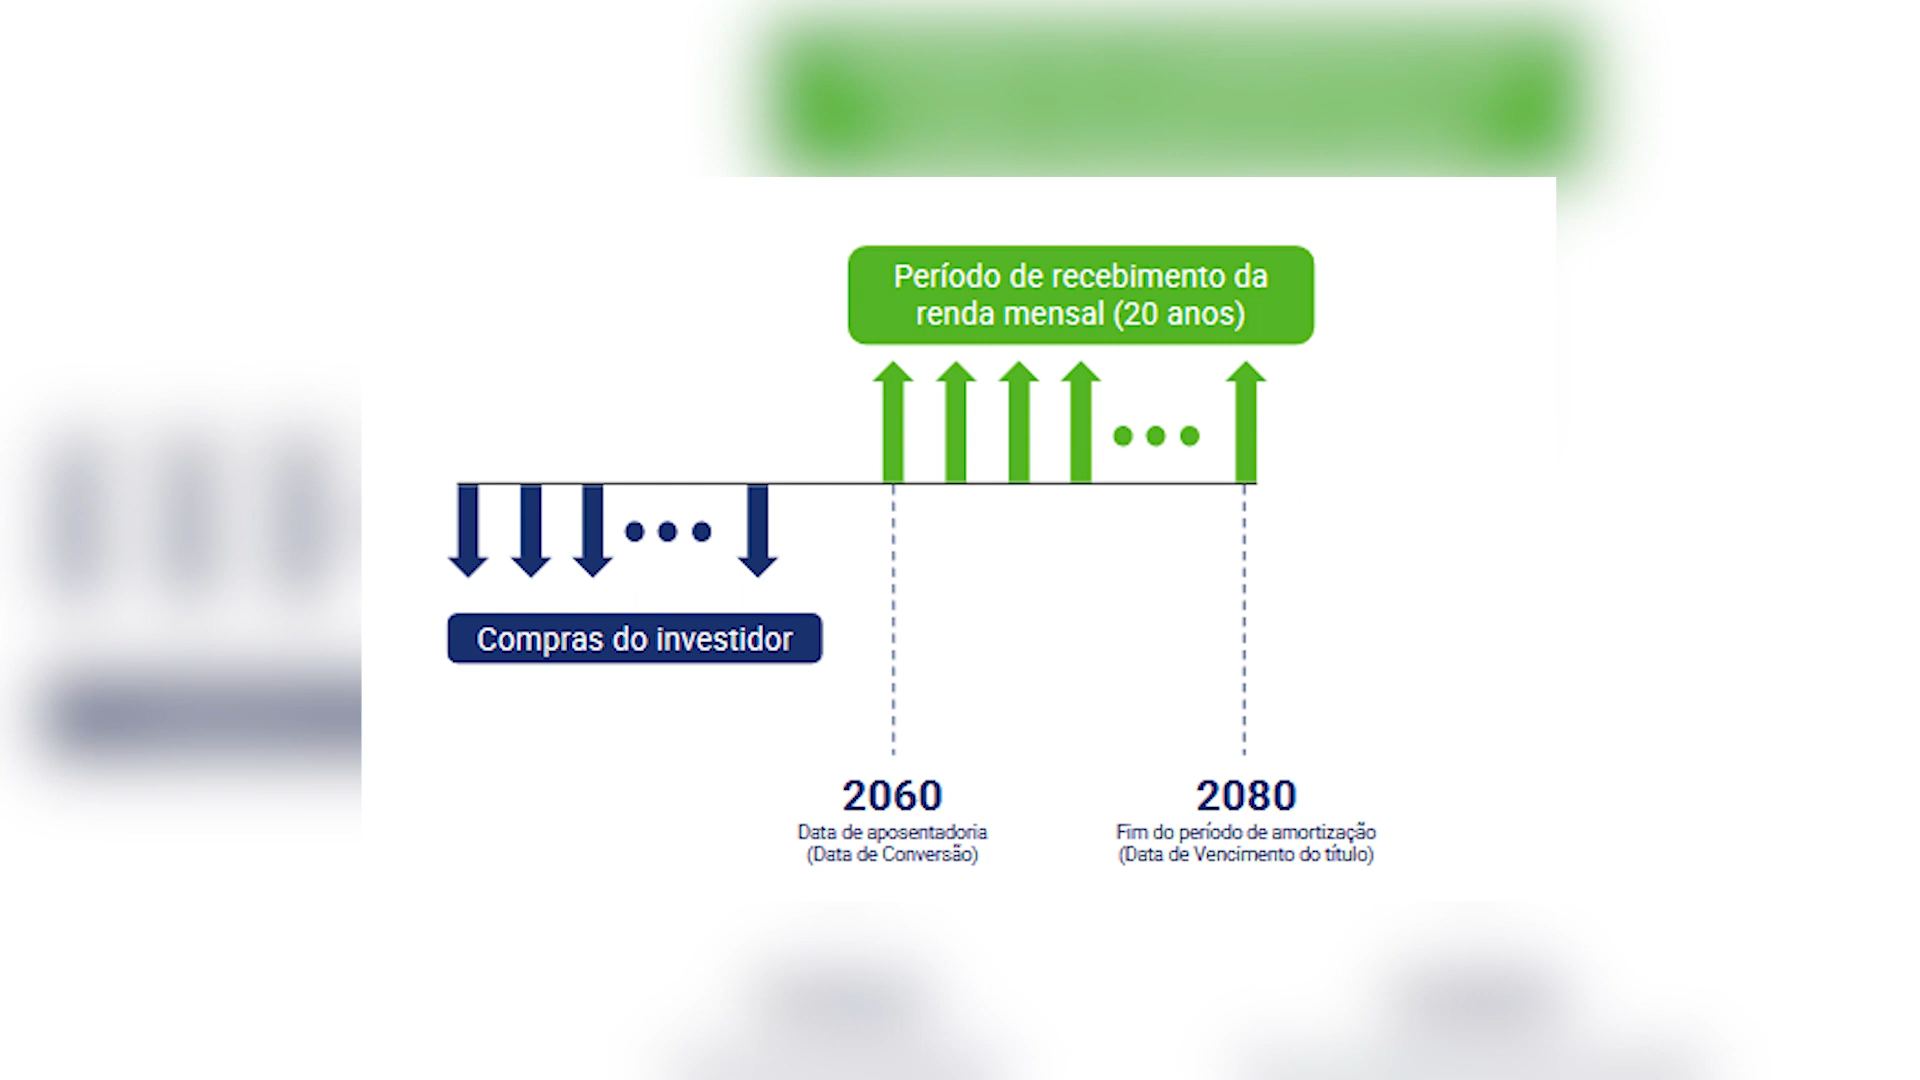 Período de recebimento da
renda mensal (20 anos)
Compras do investidor
2060
Data de aposentadoria
(Data de Conversão)
2080
Fim do período de amortização
(Data de Vencimento do título)